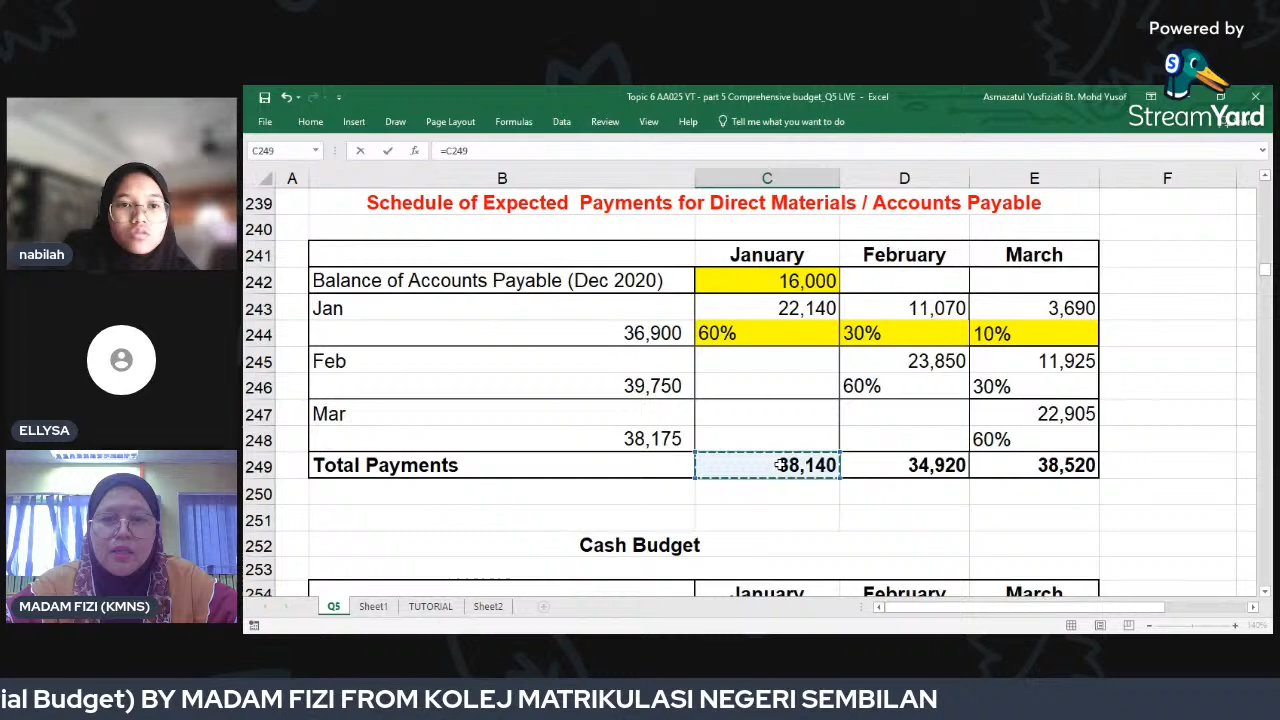 Powered by
S
StreamYard
Topic 6 AA025 YT - part 5 Comprehensive budget_Q5 LIVE - Excel
Asmazatul Yusfiziati Bt. Mohd Yusof
File Home Insert Draw Page Layout Formulas Data Review View Help Tell me what you want to do
C249 fx =C249
A B C D E F
239 Schedule of Expected Payments for Direct Materials / Accounts Payable
240
241 January February March
242 Balance of Accounts Payable (Dec 2020) 16,000
243 Jan 22,140 11,070 3,690
244 36,900 60% 30% 10%
245 Feb 23,850 11,925
246 39,750 60% 30%
247 Mar 22,905
248 38,175 60%
249 Total Payments 38,140 34,920 38,520
250
251
252 Cash Budget
253
254 January February March
Q5 Sheet1 TUTORIAL Sheet2
140%
nabilah
ELLYSA
MADAM FIZI (KMNS)
ial Budget) BY MADAM FIZI FROM KOLEJ MATRIKULASI NEGERI SEMBILAN